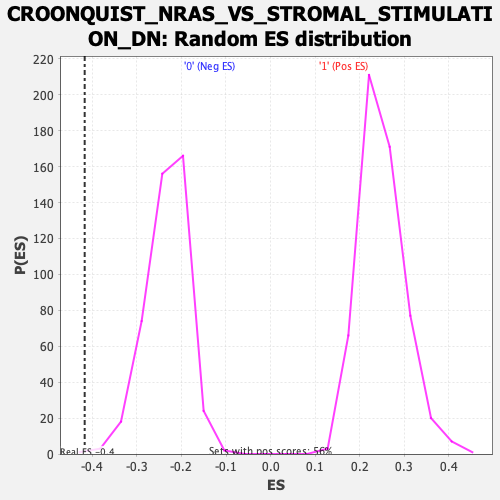 CROONQUIST_NRAS_VS_STROMAL_STIMULATI
ON_DN: Random ES distribution
'0' (Neg ES)
'1' (Pos ES)
220
200
180
160
140
120
100
80
60
40
20
0
P(ES)
Real ES -0.4
Sets with pos scores: 56%
-0.4 -0.3 -0.2 -0.1 0.0 0.1 0.2 0.3 0.4
ES